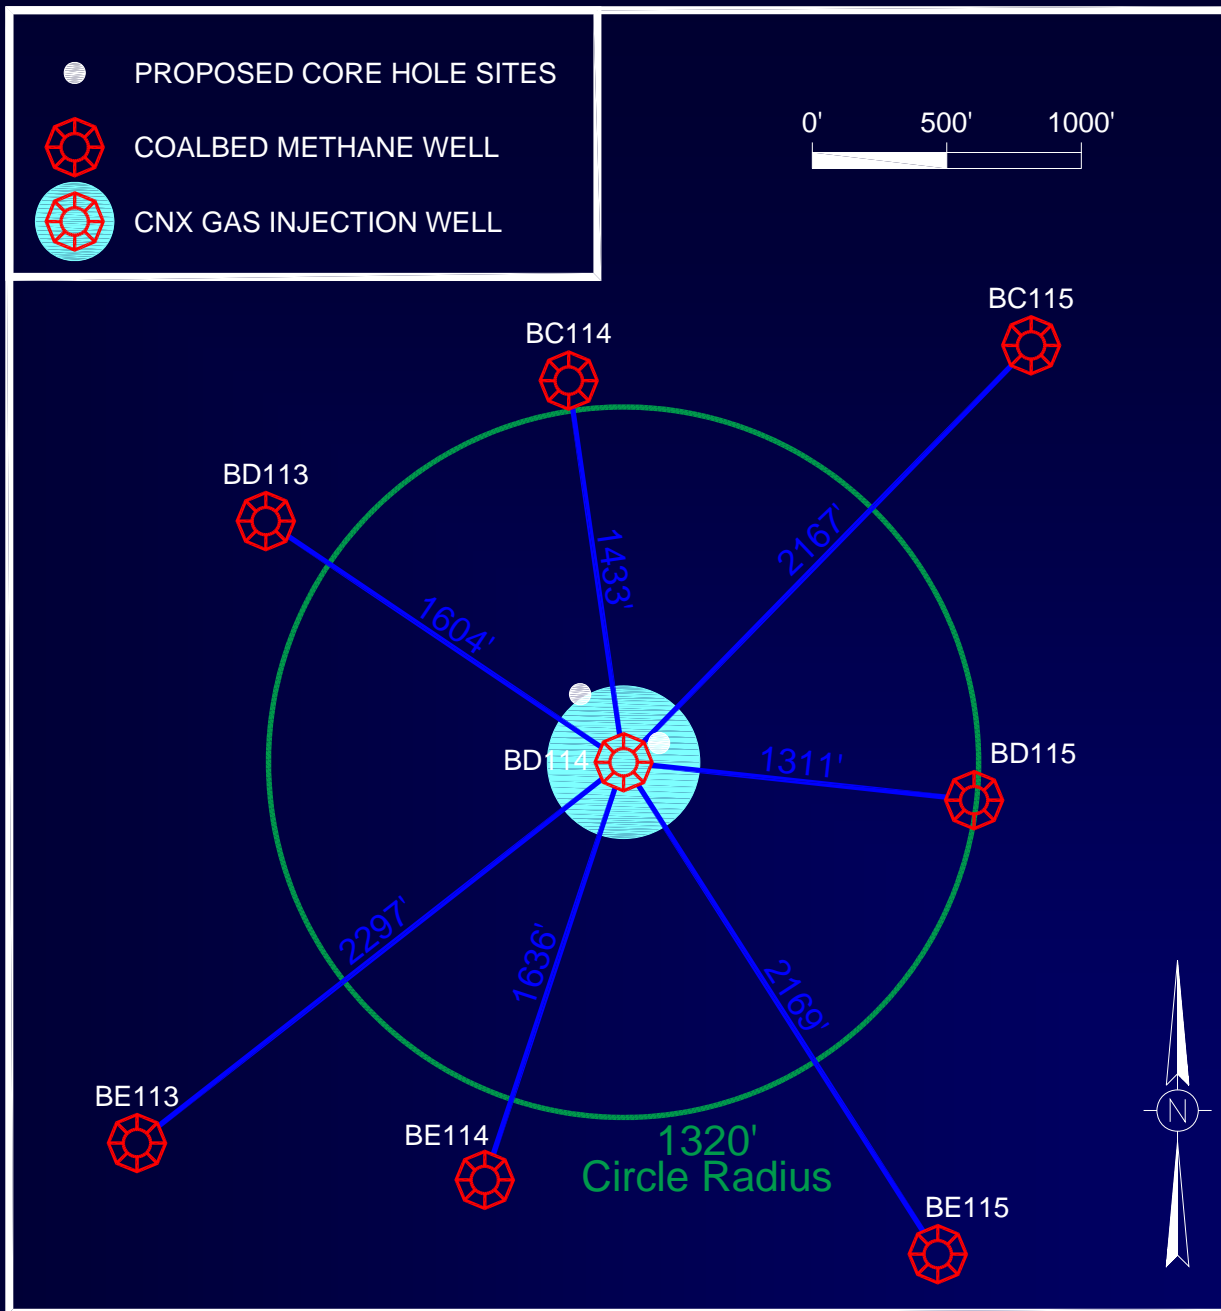 PROPOSED CORE HOLE SITES
COALBED METHANE WELL
CNX GAS INJECTION WELL
0' 500' 1000'
BC115
BC114
BD113
2167'
1433'
1604'
BD114
1311'
BD115
2297'
1636'
2169'
BE113
BE114
1320'
Circle Radius
BE115
N